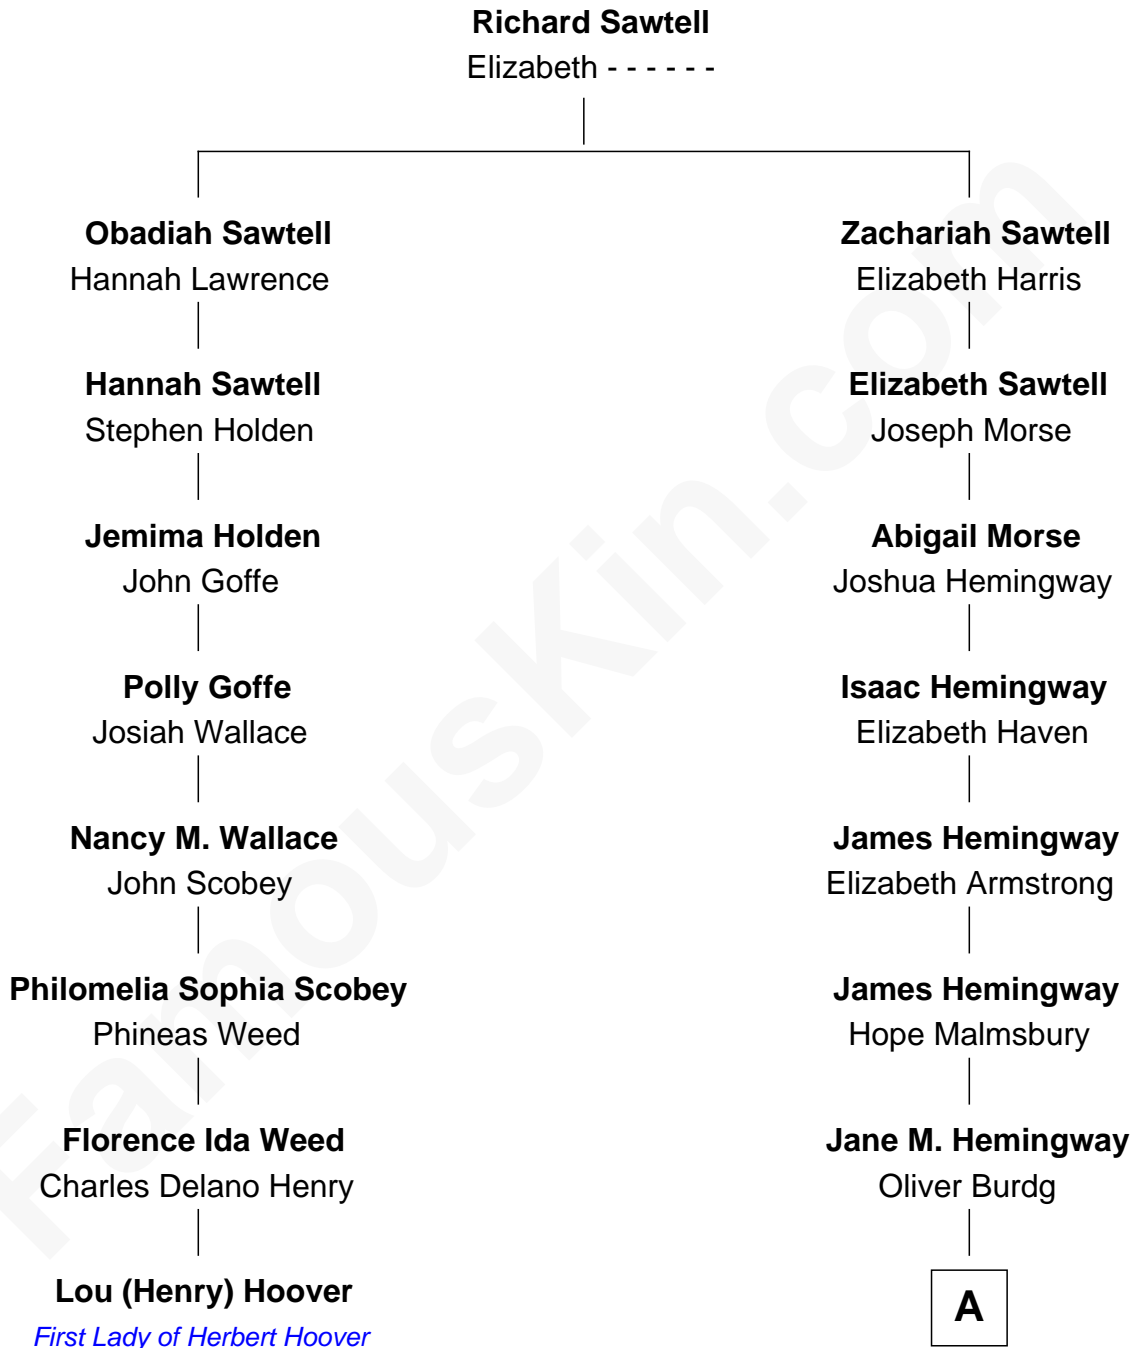 Richard Sawtell
Elizabeth - - - - - -
Obadiah Sawtell
Hannah Lawrence
Zachariah Sawtell
Elizabeth Harris
Hannah Sawtell
Stephen Holden
Elizabeth Sawtell
Joseph Morse
Jemima Holden
John Goffe
Abigail Morse
Joshua Hemingway
Polly Goffe
Josiah Wallace
Isaac Hemingway
Elizabeth Haven
Nancy M. Wallace
John Scobey
James Hemingway
Elizabeth Armstrong
Philomelia Sophia Scobey
Phineas Weed
James Hemingway
Hope Malmsbury
Florence Ida Weed
Charles Delano Henry
Jane M. Hemingway
Oliver Burdg
Lou (Henry) Hoover
First Lady of Herbert Hoover
A
FamousKin.com